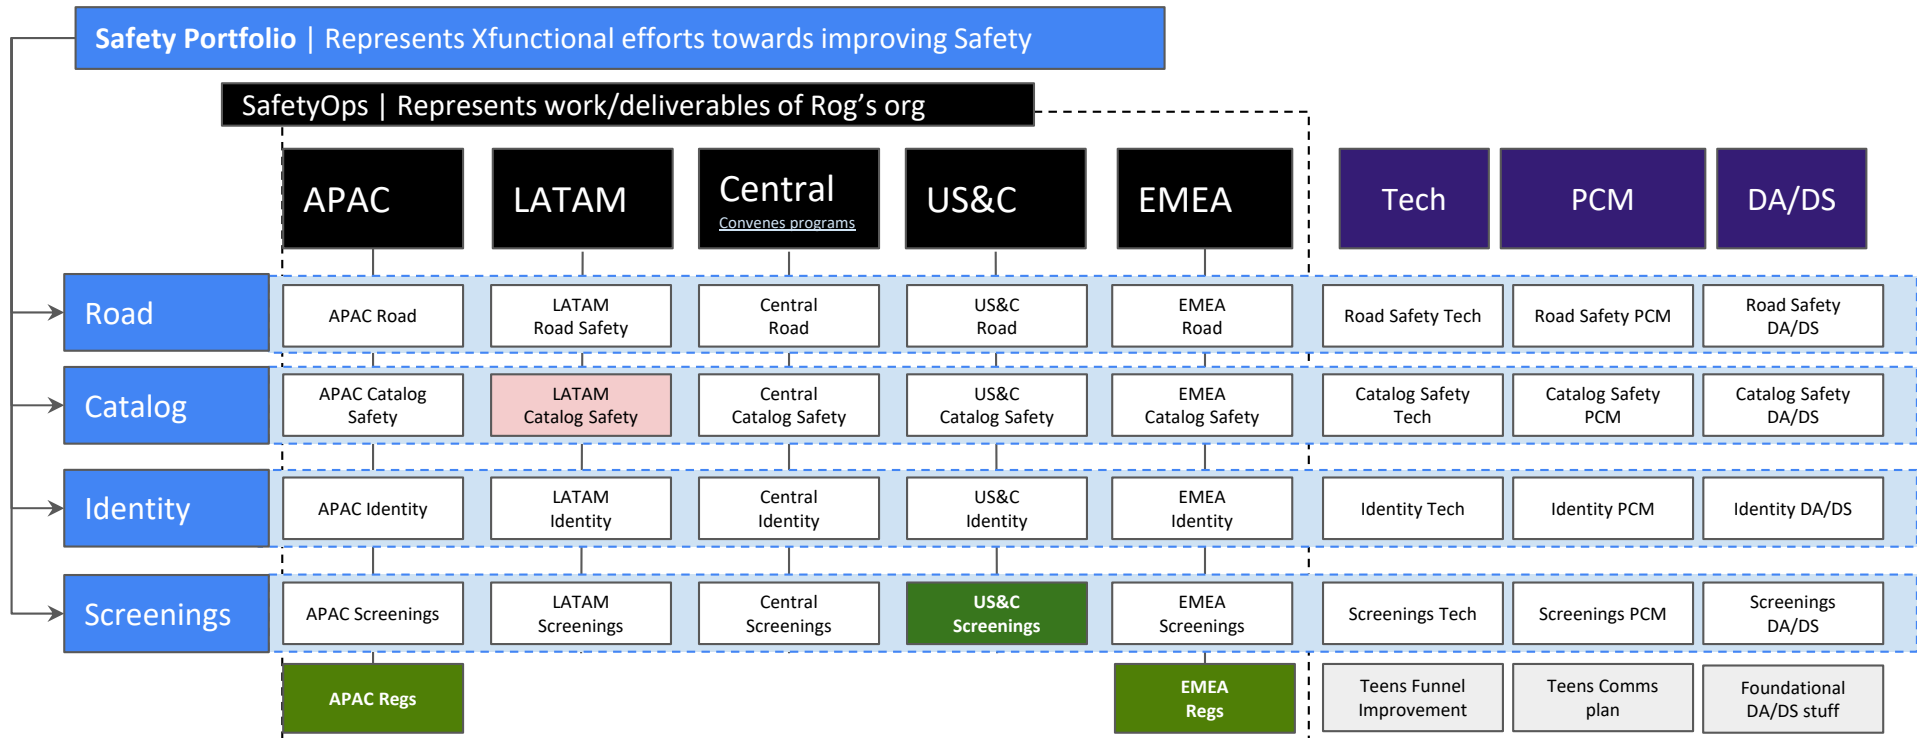 Safety Portfolio | Represents Xfunctional efforts towards improving Safety
SafetyOps | Represents work/deliverables of Rog's org
APAC
LATAM
Central
Convenes programs
US&C
EMEA
Tech
PCM
DA/DS
Road
APAC Road
LATAM
Road Safety
Central
Road
US&C
Road
EMEA
Road
Road Safety Tech
Road Safety PCM
Road Safety
DA/DS
Catalog
APAC Catalog
Safety
LATAM
Catalog Safety
Central
Catalog Safety
US&C
Catalog Safety
EMEA
Catalog Safety
Catalog Safety
Tech
Catalog Safety
PCM
Catalog Safety
DA/DS
Identity
APAC Identity
LATAM
Identity
Central
Identity
US&C
Identity
EMEA
Identity
Identity Tech
Identity PCM
Identity DA/DS
Screenings
APAC Screenings
LATAM
Screenings
Central
Screenings
US&C
Screenings
EMEA
Screenings
Screenings Tech
Screenings PCM
Screenings
DA/DS
APAC Regs
EMEA
Regs
Teens Funnel
Improvement
Teens Comms
plan
Foundational
DA/DS stuff